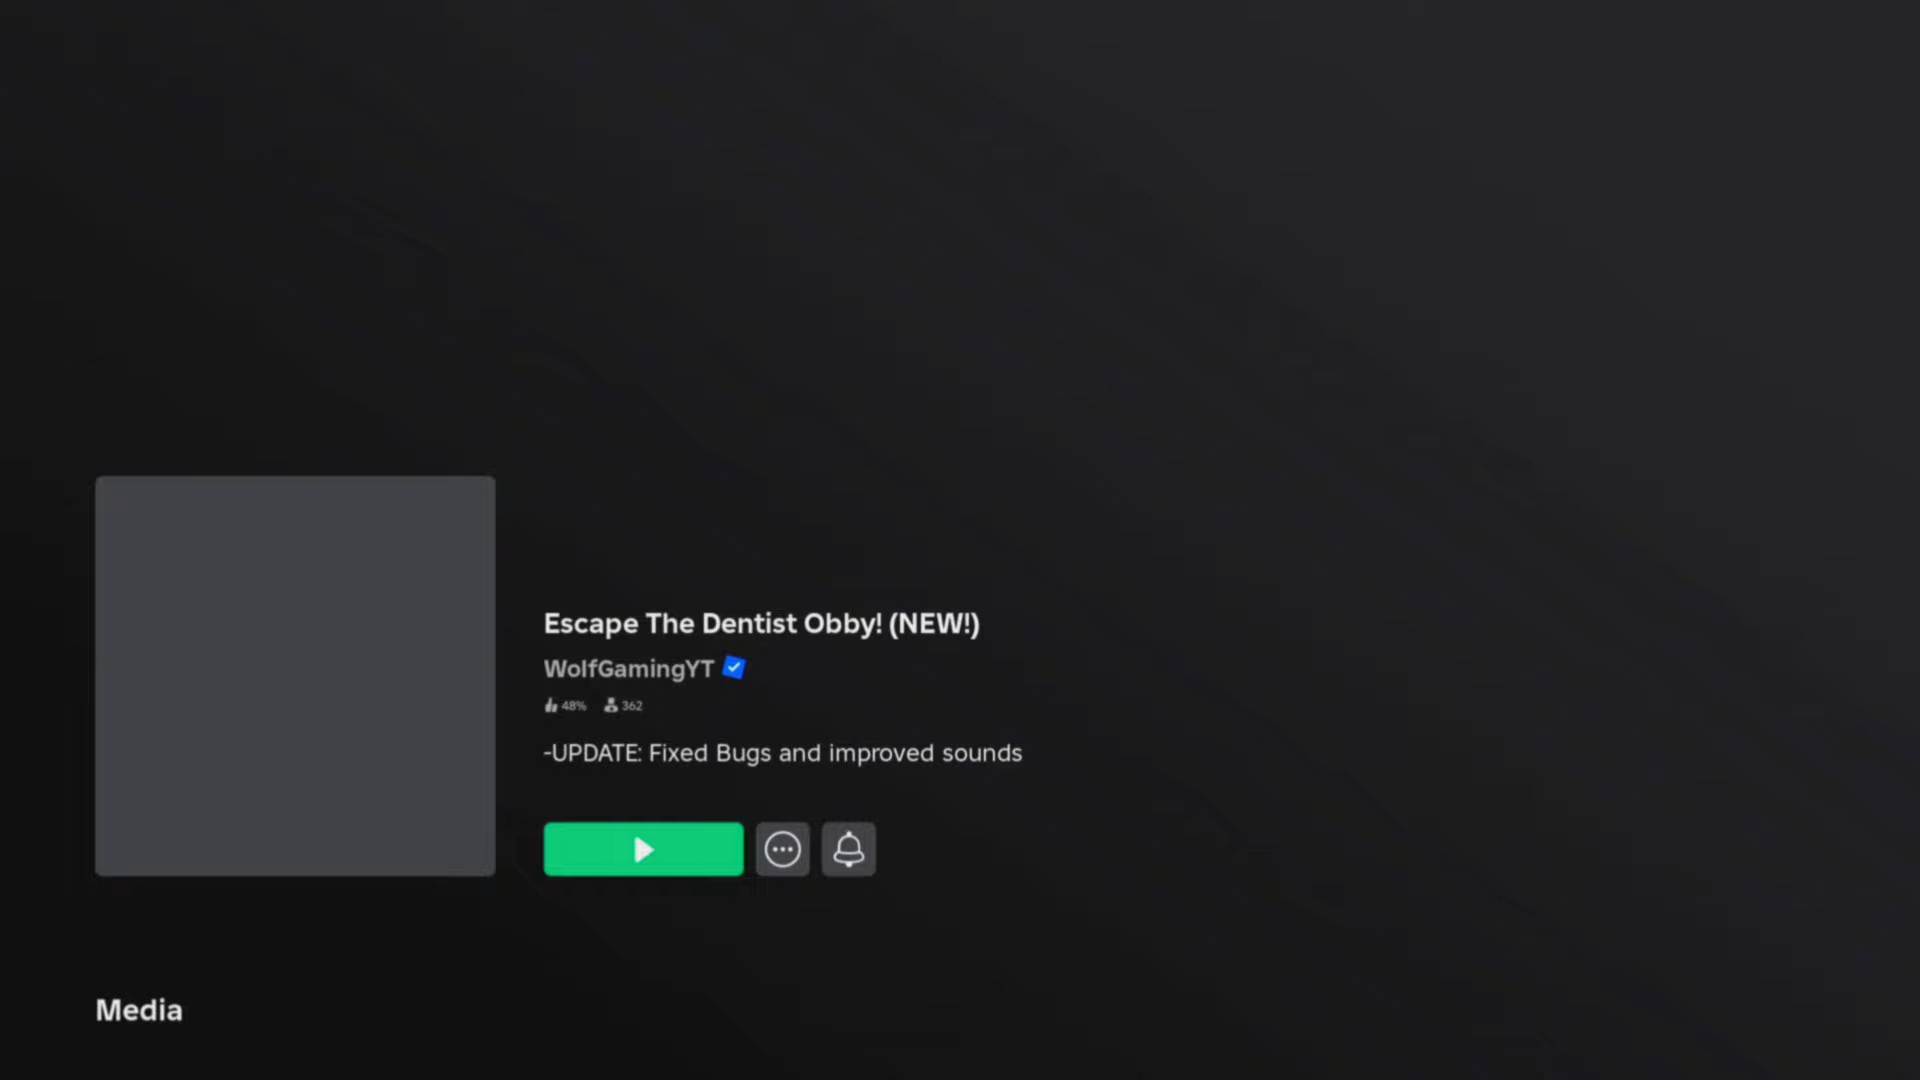 Escape The Dentist Obby! (NEW!)
WolfGamingYT
48% 362
-UPDATE: Fixed Bugs and improved sounds
Media